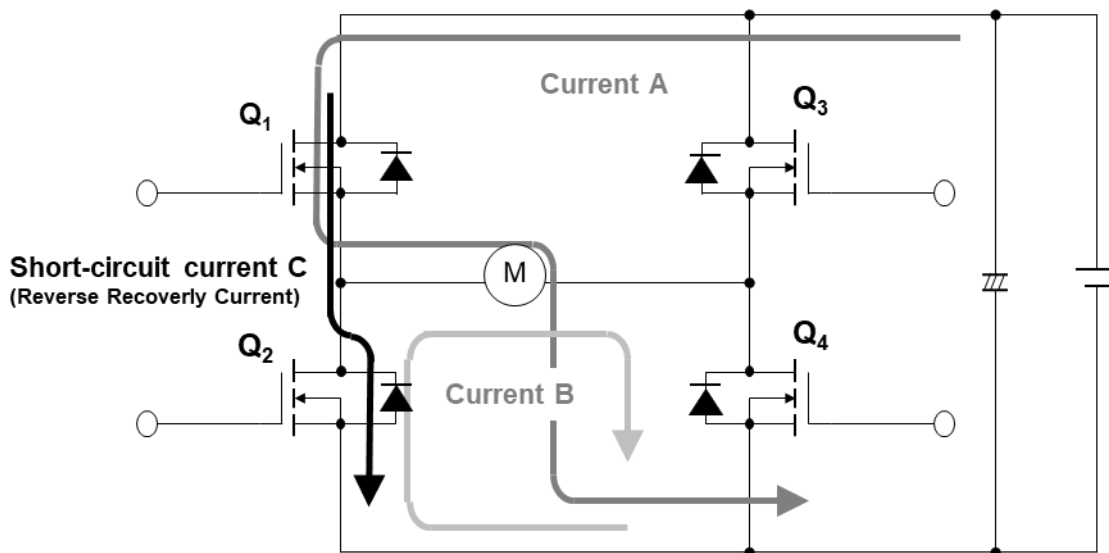 Current A
Q1
Q3
Short-circuit current C
(Reverse Recoverly Current)
M
Q2
Q4
Current B